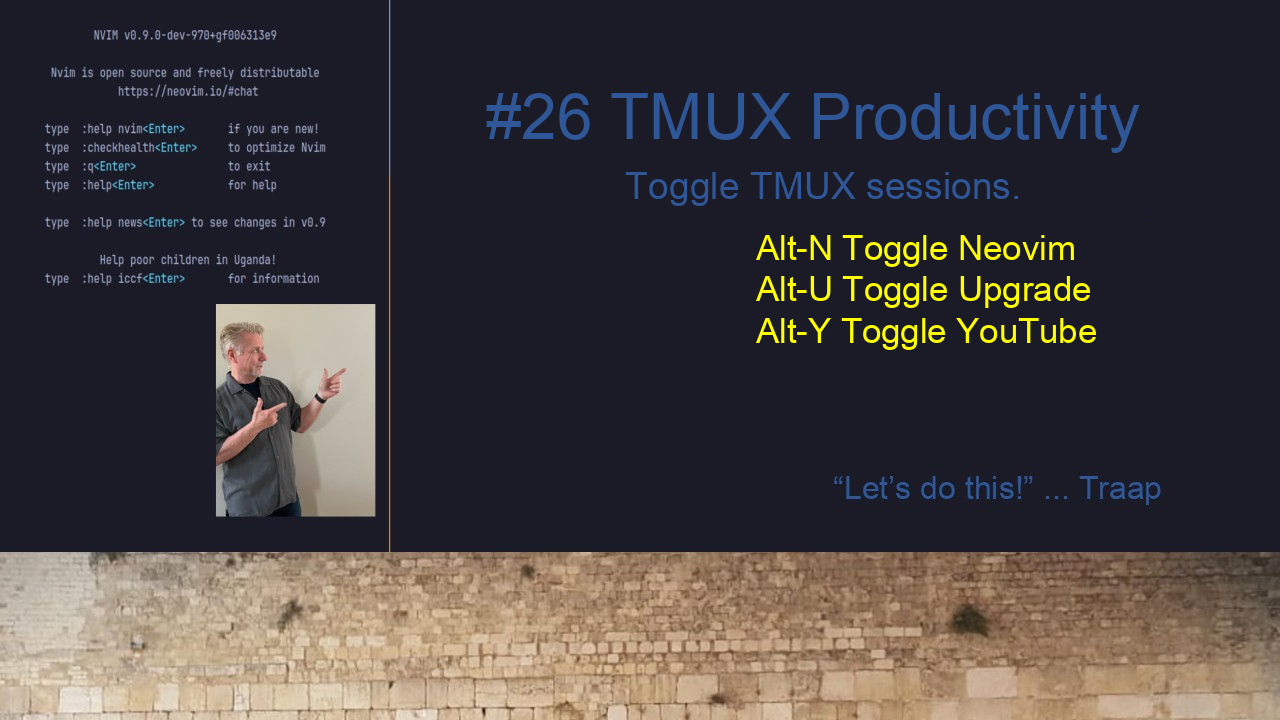 NVIM v0.9.0-dev-970+gf006313e9
Nvim is open source and freely distributable
https://neovim.io/#chat
type :help nvim<Enter> if you are new!
type :checkhealth<Enter> to optimize Nvim
type :q<Enter> to exit
type :help<Enter> for help
type :help news<Enter> to see changes in v0.9
Help poor children in Uganda!
type :help iccf<Enter> for information
#26 TMUX Productivity
Toggle TMUX sessions.
Alt-N Toggle Neovim
Alt-U Toggle Upgrade
Alt-Y Toggle YouTube
“Let’s do this!” ... Traap